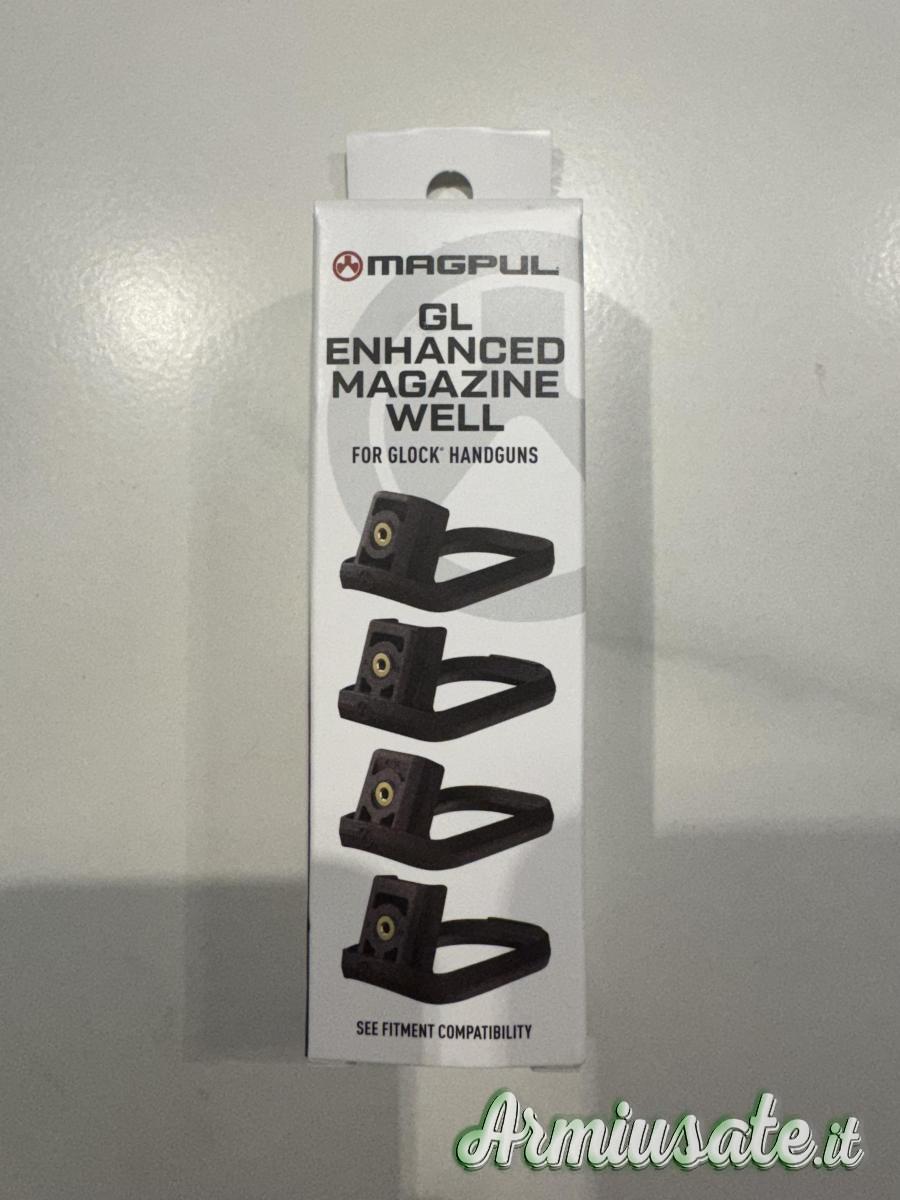 MAGPUL
GL
ENHANCED
MAGAZINE
WELL
FOR GLOCK® HANDGUNS
SEE FITMENT COMPATIBILITY
Armiusate.it